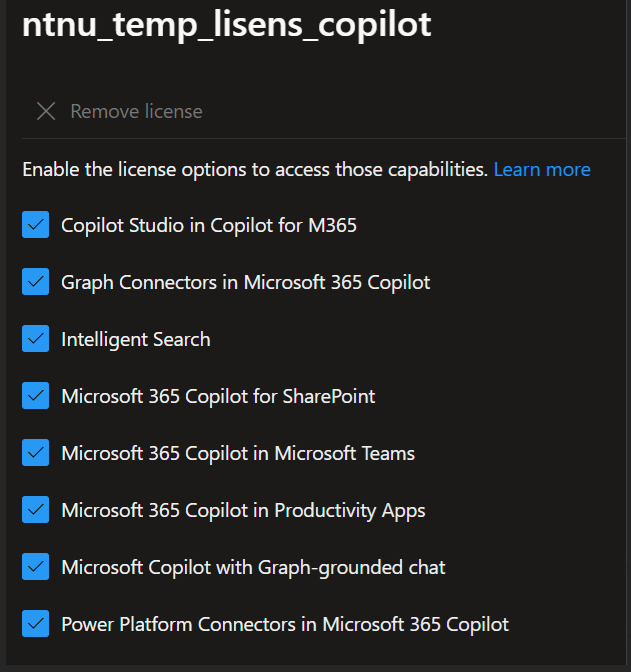 ntnu_temp_lisens_copilot
Remove license
Enable the license options to access those capabilities. Learn more
Copilot Studio in Copilot for M365
Graph Connectors in Microsoft 365 Copilot
Intelligent Search
Microsoft 365 Copilot for SharePoint
Microsoft 365 Copilot in Microsoft Teams
Microsoft 365 Copilot in Productivity Apps
Microsoft Copilot with Graph-grounded chat
Power Platform Connectors in Microsoft 365 Copilot